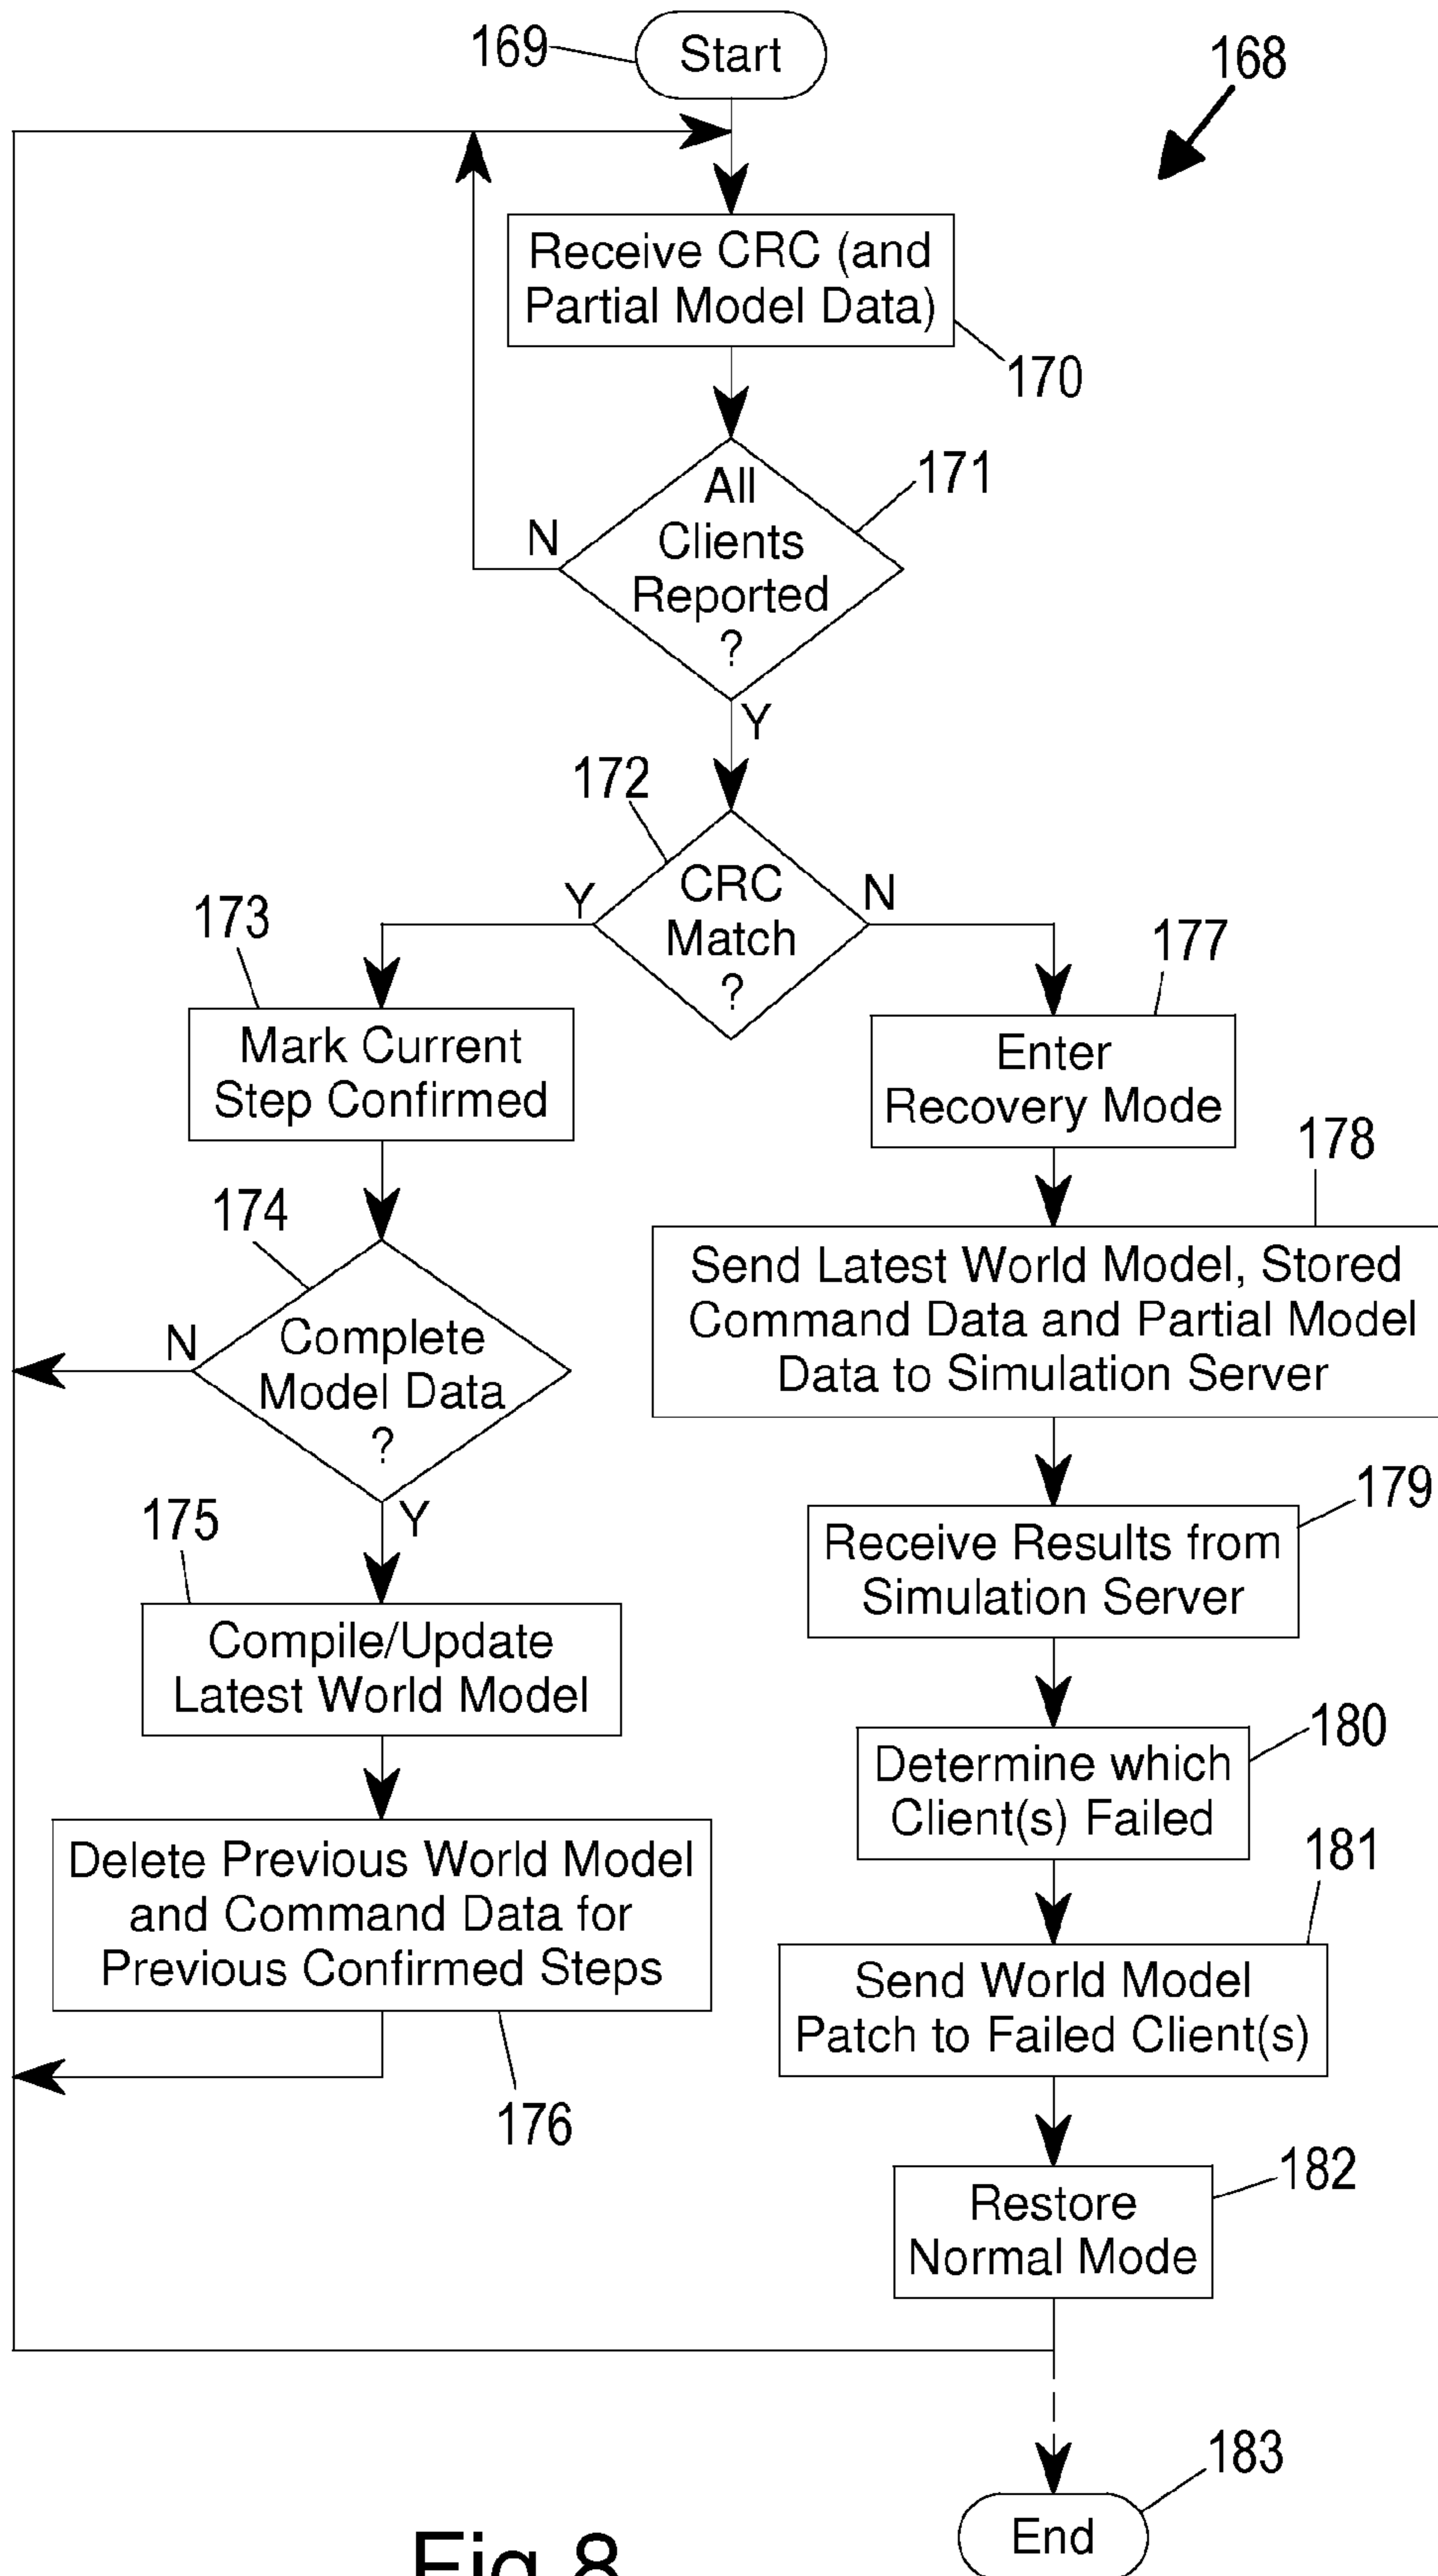 169
Start
168
Receive CRC (and
Partial Model Data)
170
All
Clients
Reported
?
171
N
Y
172
CRC
Match
?
Y
N
173
Mark Current
Step Confirmed
177
Enter
Recovery Mode
174
Complete
Model Data
?
N
Y
178
Send Latest World Model, Stored
Command Data and Partial Model
Data to Simulation Server
175
Compile/Update
Latest World Model
179
Receive Results from
Simulation Server
180
Determine which
Client(s) Failed
Delete Previous World Model
and Command Data for
Previous Confirmed Steps
176
181
Send World Model
Patch to Failed Client(s)
182
Restore
Normal Mode
183
End
Fig 8